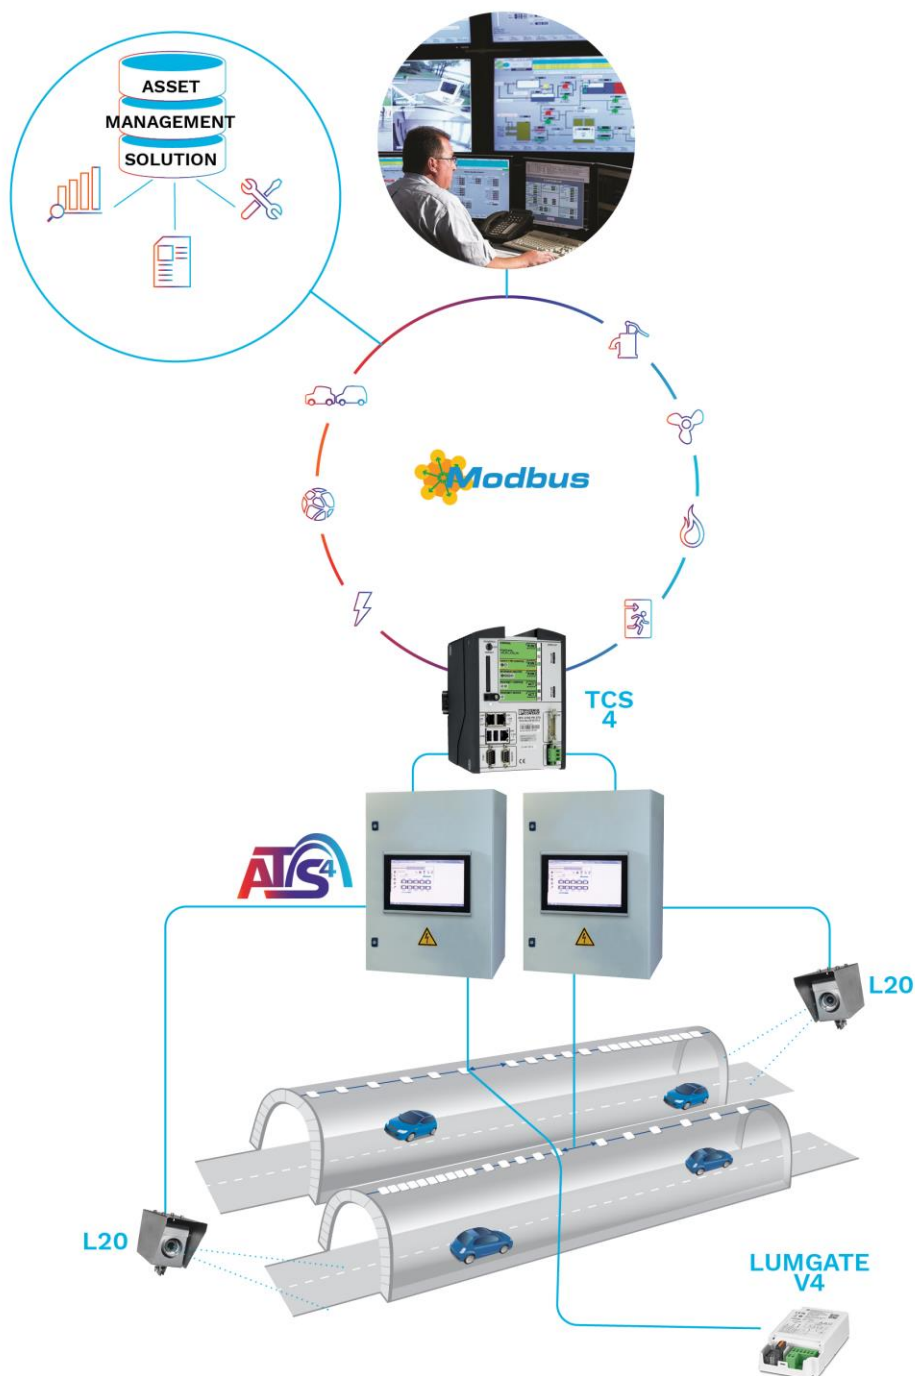 ASSET
MANAGEMENT
SOLUTION
Modbus
TCS
4
ATS4
L20
L20
LUMGATE
V4